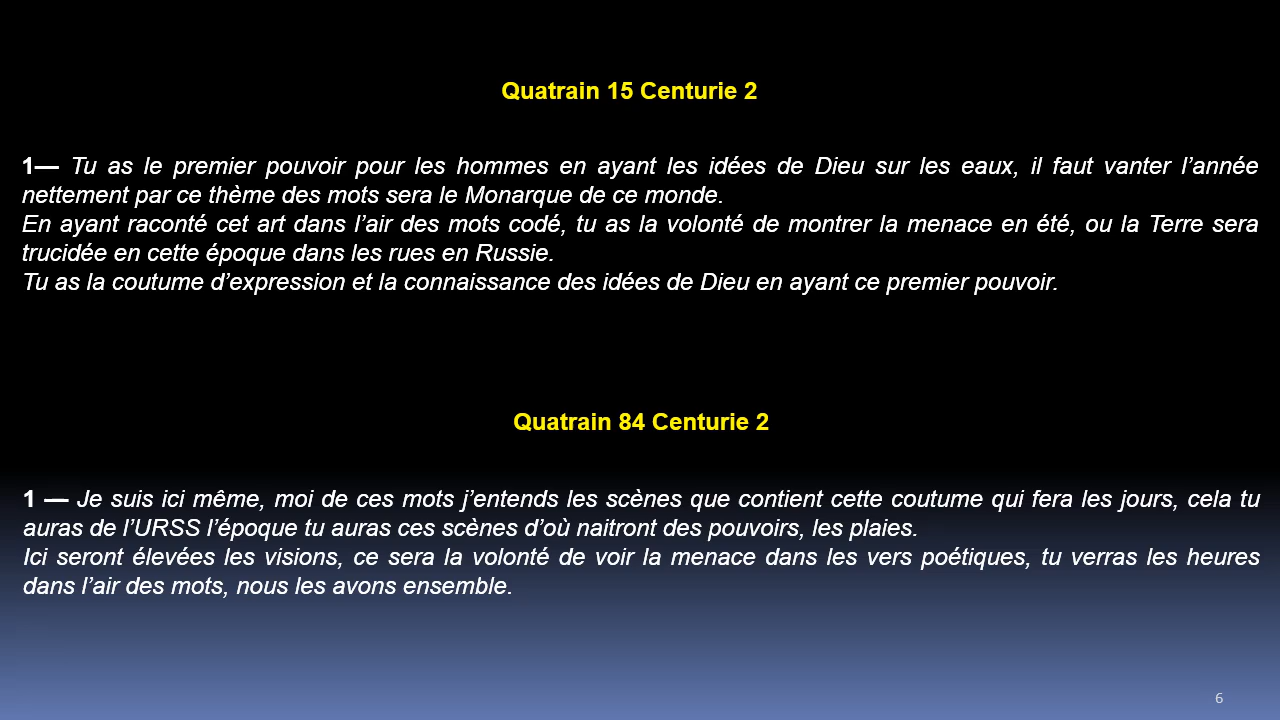 Quatrain 15 Centurie 2
1— Tu as le premier pouvoir pour les hommes en ayant les idées de Dieu sur les eaux, il faut vanter l’année
nettement par ce thème des mots sera le Monarque de ce monde.
En ayant raconté cet art dans l’air des mots codé, tu as la volonté de montrer la menace en été, ou la Terre sera
trucidée en cette époque dans les rues en Russie.
Tu as la coutume d’expression et la connaissance des idées de Dieu en ayant ce premier pouvoir.
Quatrain 84 Centurie 2
1 — Je suis ici même, moi de ces mots j’entends les scènes que contient cette coutume qui fera les jours, cela tu
auras de l’URSS l’époque tu auras ces scènes d’où naitront des pouvoirs, les plaies.
Ici seront élevées les visions, ce sera la volonté de voir la menace dans les vers poétiques, tu verras les heures
dans l’air des mots, nous les avons ensemble.
6